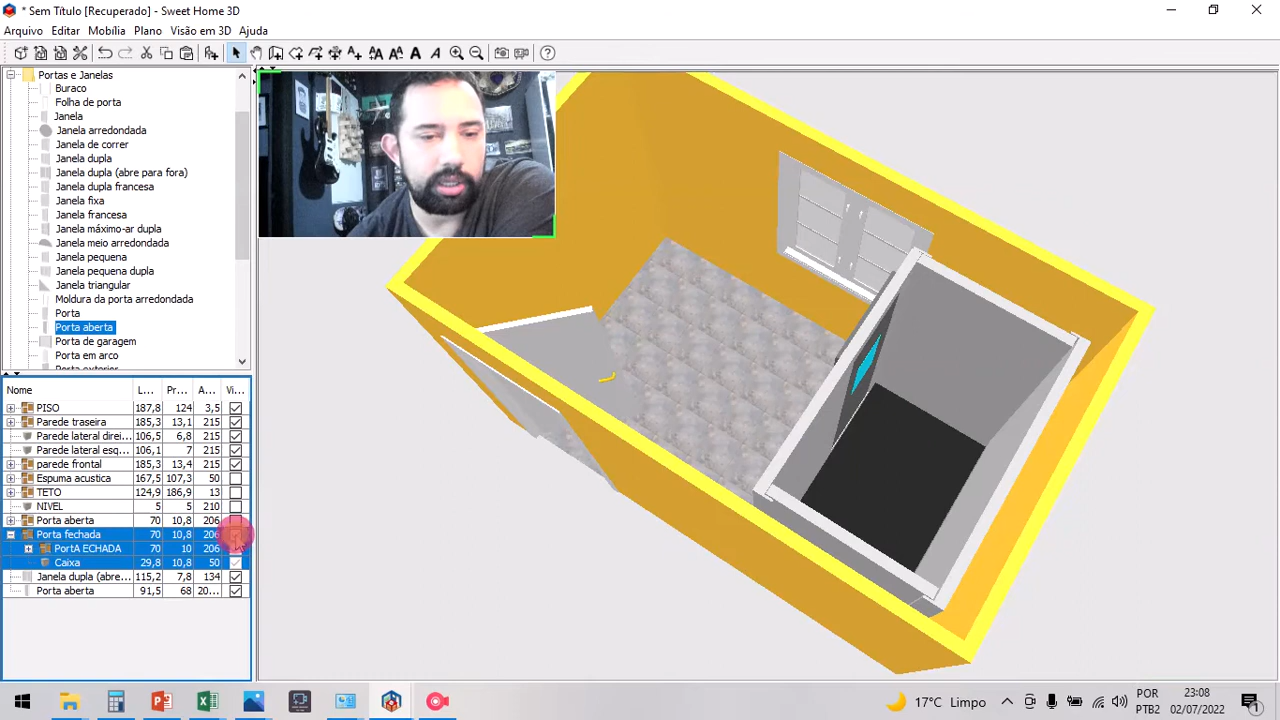 * Sem Título [Recuperado] - Sweet Home 3D
Arquivo Editar Mobília Plano Visão em 3D Ajuda
Portas e Janelas
Buraco
Folha de porta
Janela
Janela arredondada
Janela de correr
Janela dupla
Janela dupla (abre para fora)
Janela dupla francesa
Janela fixa
Janela francesa
Janela máximo-ar dupla
Janela meio arredondada
Janela pequena
Janela pequena dupla
Janela triangular
Moldura da porta arredondada
Porta
Porta aberta
Porta de garagem
Porta em arco
Porta exterior
Nome L... Pr... A... Vi...
PISO 187,8 124 3,5
Parede traseira 185,3 13,1 215
Parede lateral direi... 106,5 6,8 215
Parede lateral esq... 106,1 7 215
parede frontal 185,3 13,4 215
Espuma acustica 167,5 107,3 50
TETO 124,9 186,9 13
NIVEL 5 5 210
Porta aberta 70 10,8 206
Porta fechada 70 10,8 206
PortA ECHADA 70 10 206
Caixa 29,8 10,8 50
Janela dupla (abre... 115,2 7,8 134
Porta aberta 91,5 68 20...
17°C Limpo
POR
PTB2
23:08
02/07/2022